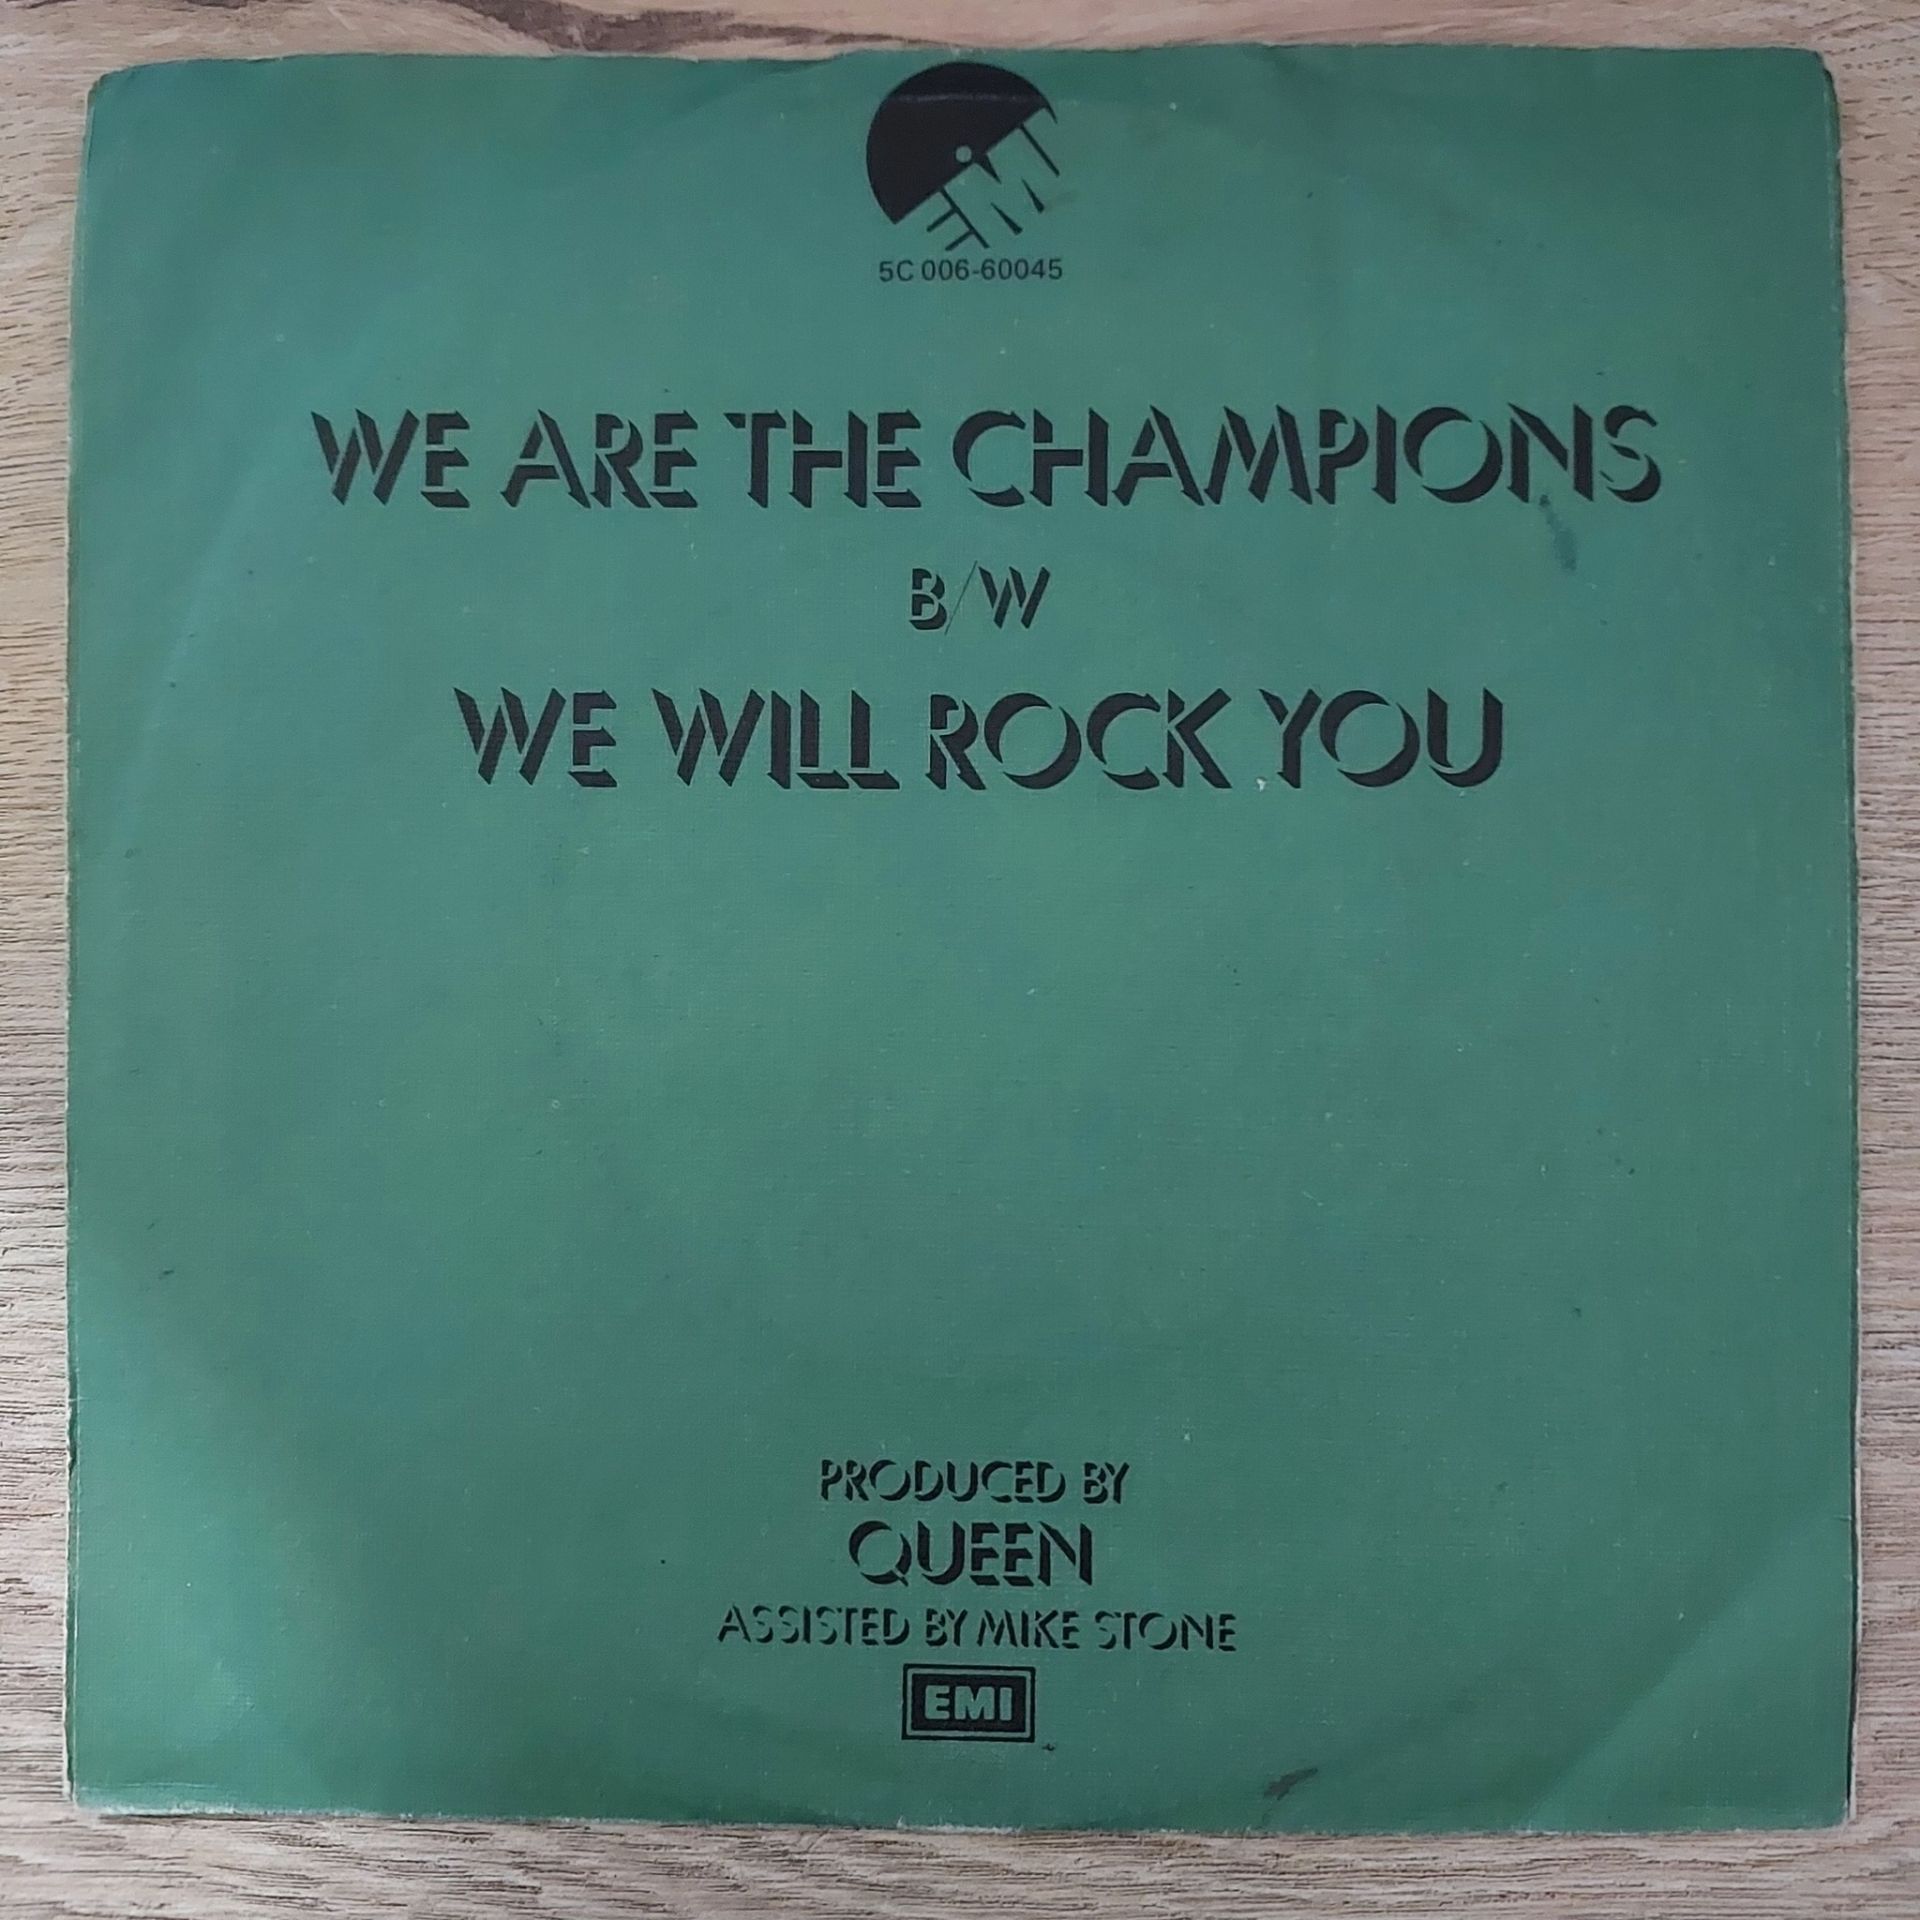 EMI
5C 006-60045
WE ARE THE CHAMPIONS
B/W
WE WILL ROCK YOU
PRODUCED BY
QUEEN
ASSISTED BY MIKE STONE
EMI